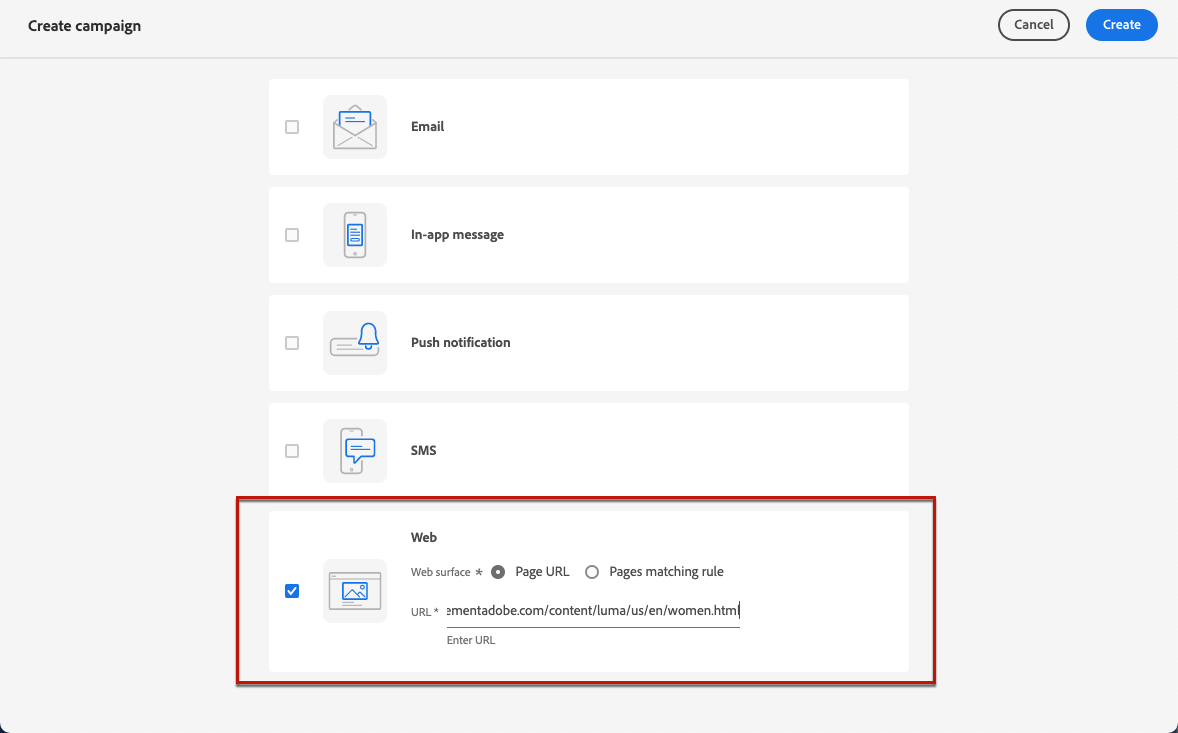 Create campaign
Cancel
Create
Email
In-app message
Push notification
SMS
Web
Web surface * Page URL Pages matching rule
URL * ementadobe.com/content/luma/us/en/women.html
Enter URL